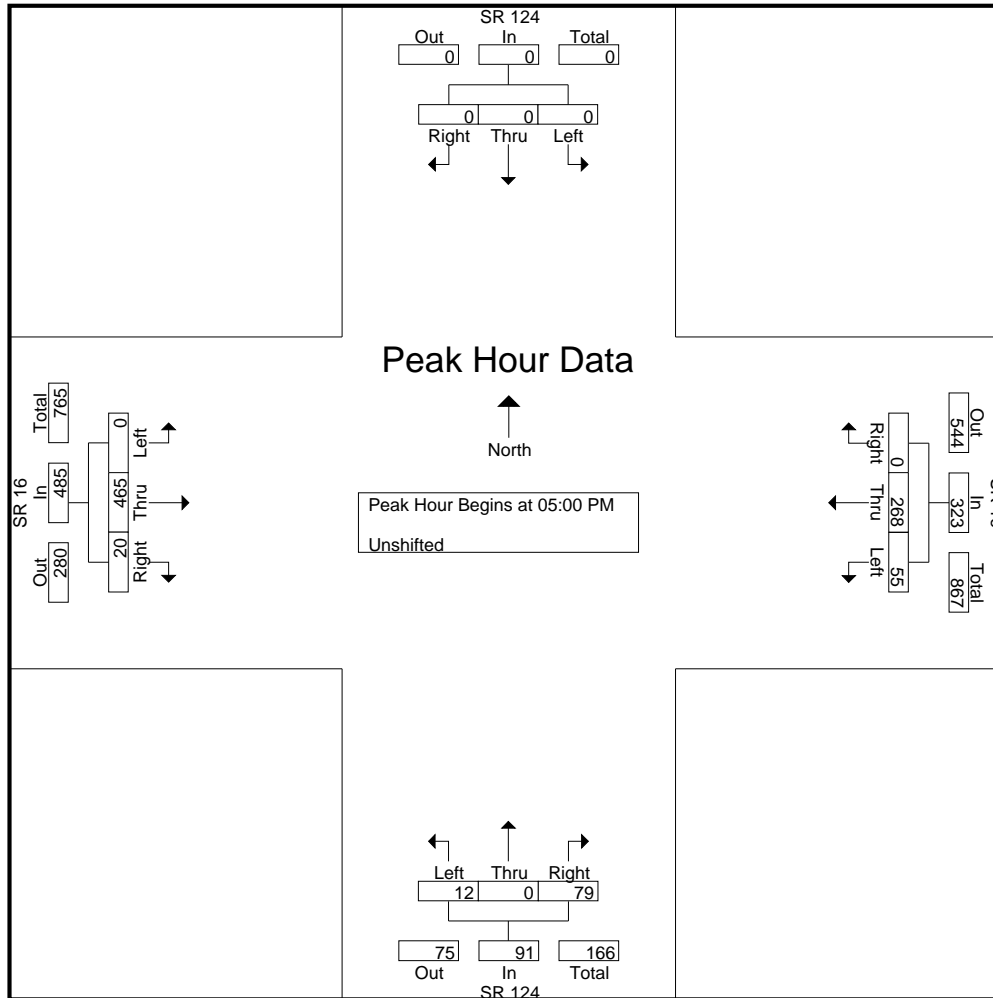 SR 124
Out In Total
0 0 0
0 0 0
Right Thru Left
Peak Hour Data
North
Peak Hour Begins at 05:00 PM
Unshifted
SR 16
Total In Out
765 485 280
0 465 20
Left Thru Right
Right Thru Left
0 268 55
544 323 867
Out In Total
Left Thru Right
12 0 79
75 91 166
Out In Total
SR 124